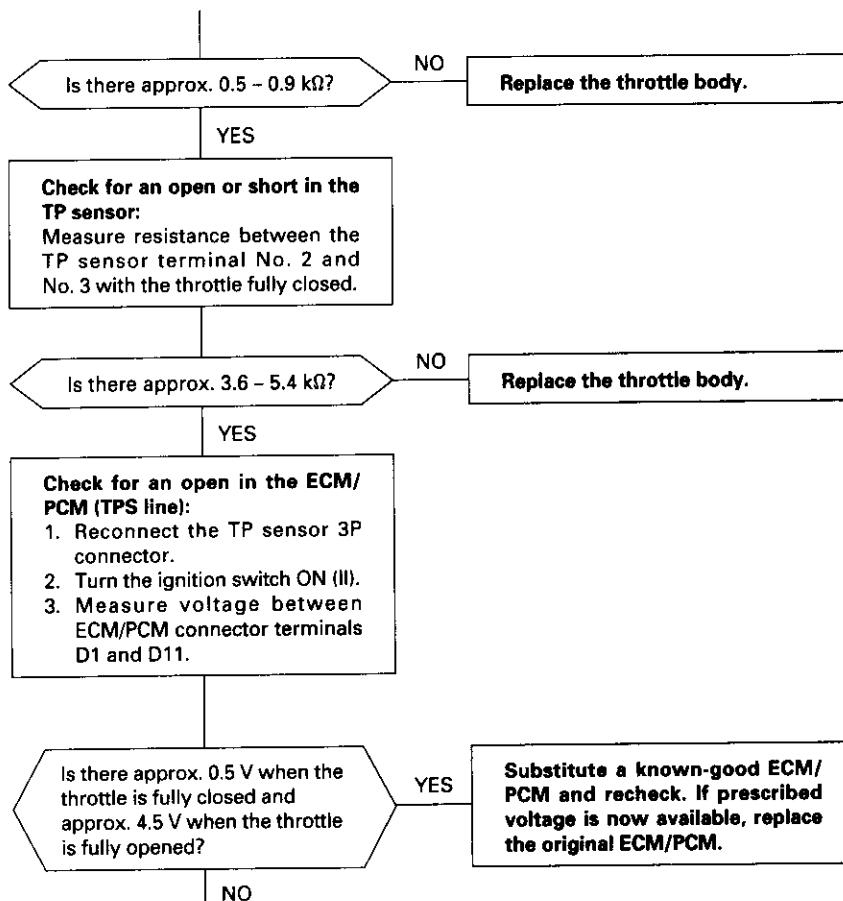 Is there approx. 0.5 – 0.9 kΩ?
NO
Replace the throttle body.
YES
Check for an open or short in the
TP sensor:
Measure resistance between the
TP sensor terminal No. 2 and
No. 3 with the throttle fully closed.
Is there approx. 3.6 – 5.4 kΩ?
NO
Replace the throttle body.
YES
Check for an open in the ECM/
PCM (TPS line):
1. Reconnect the TP sensor 3P
connector.
2. Turn the ignition switch ON (II).
3. Measure voltage between
ECM/PCM connector terminals
D1 and D11.
Is there approx. 0.5 V when the
throttle is fully closed and
approx. 4.5 V when the throttle
is fully opened?
YES
Substitute a known-good ECM/
PCM and recheck. If prescribed
voltage is now available, replace
the original ECM/PCM.
NO